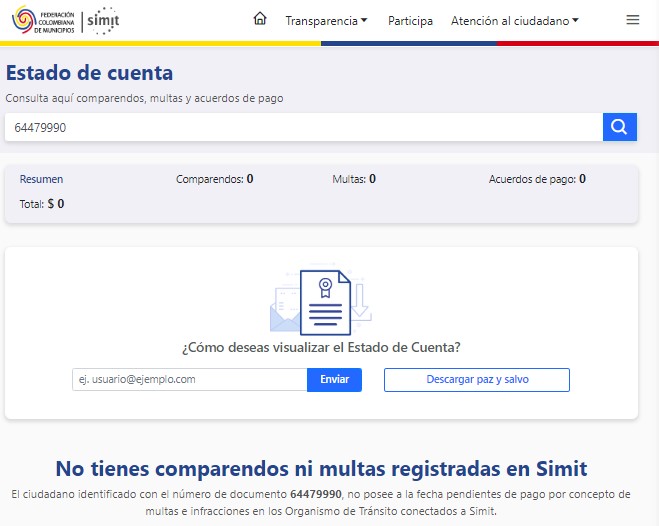 FEDERACIÓN
COLOMBIANA
DE MUNICIPIOS
simit
Transparencia
Participa
Atención al ciudadano
Estado de cuenta
Consulta aquí comparendos, multas y acuerdos de pago
64479990
Resumen Comparendos: 0 Multas: 0 Acuerdos de pago: 0
Total: $ 0
¿Cómo deseas visualizar el Estado de Cuenta?
ej. usuario@ejemplo.com Enviar Descargar paz y salvo
No tienes comparendos ni multas registradas en Simit
El ciudadano identificado con el número de documento 64479990, no posee a la fecha pendientes de pago por concepto de
multas e infracciones en los Organismo de Tránsito conectados a Simit.